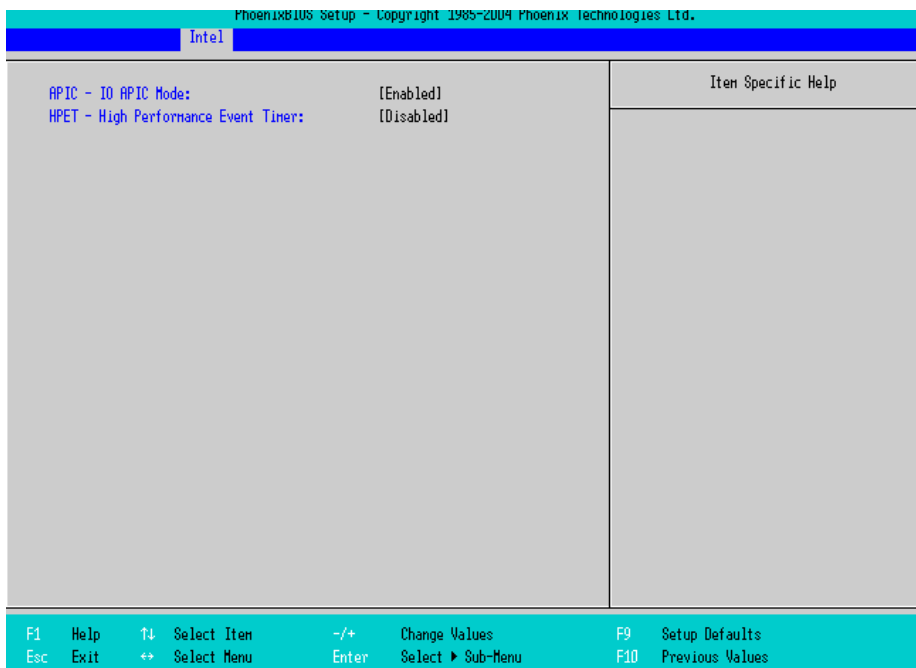 PhoenixBIOS Setup - Copyright 1985-2004 Phoenix Technologies Ltd.
Intel
Item Specific Help
APIC - IO APIC Mode: [Enabled]
HPET - High Performance Event Timer: [Disabled]
F1 Help ↑↓ Select Item -/+ Change Values F9 Setup Defaults
Esc Exit ↔ Select Menu Enter Select ▶ Sub-Menu F10 Previous Values